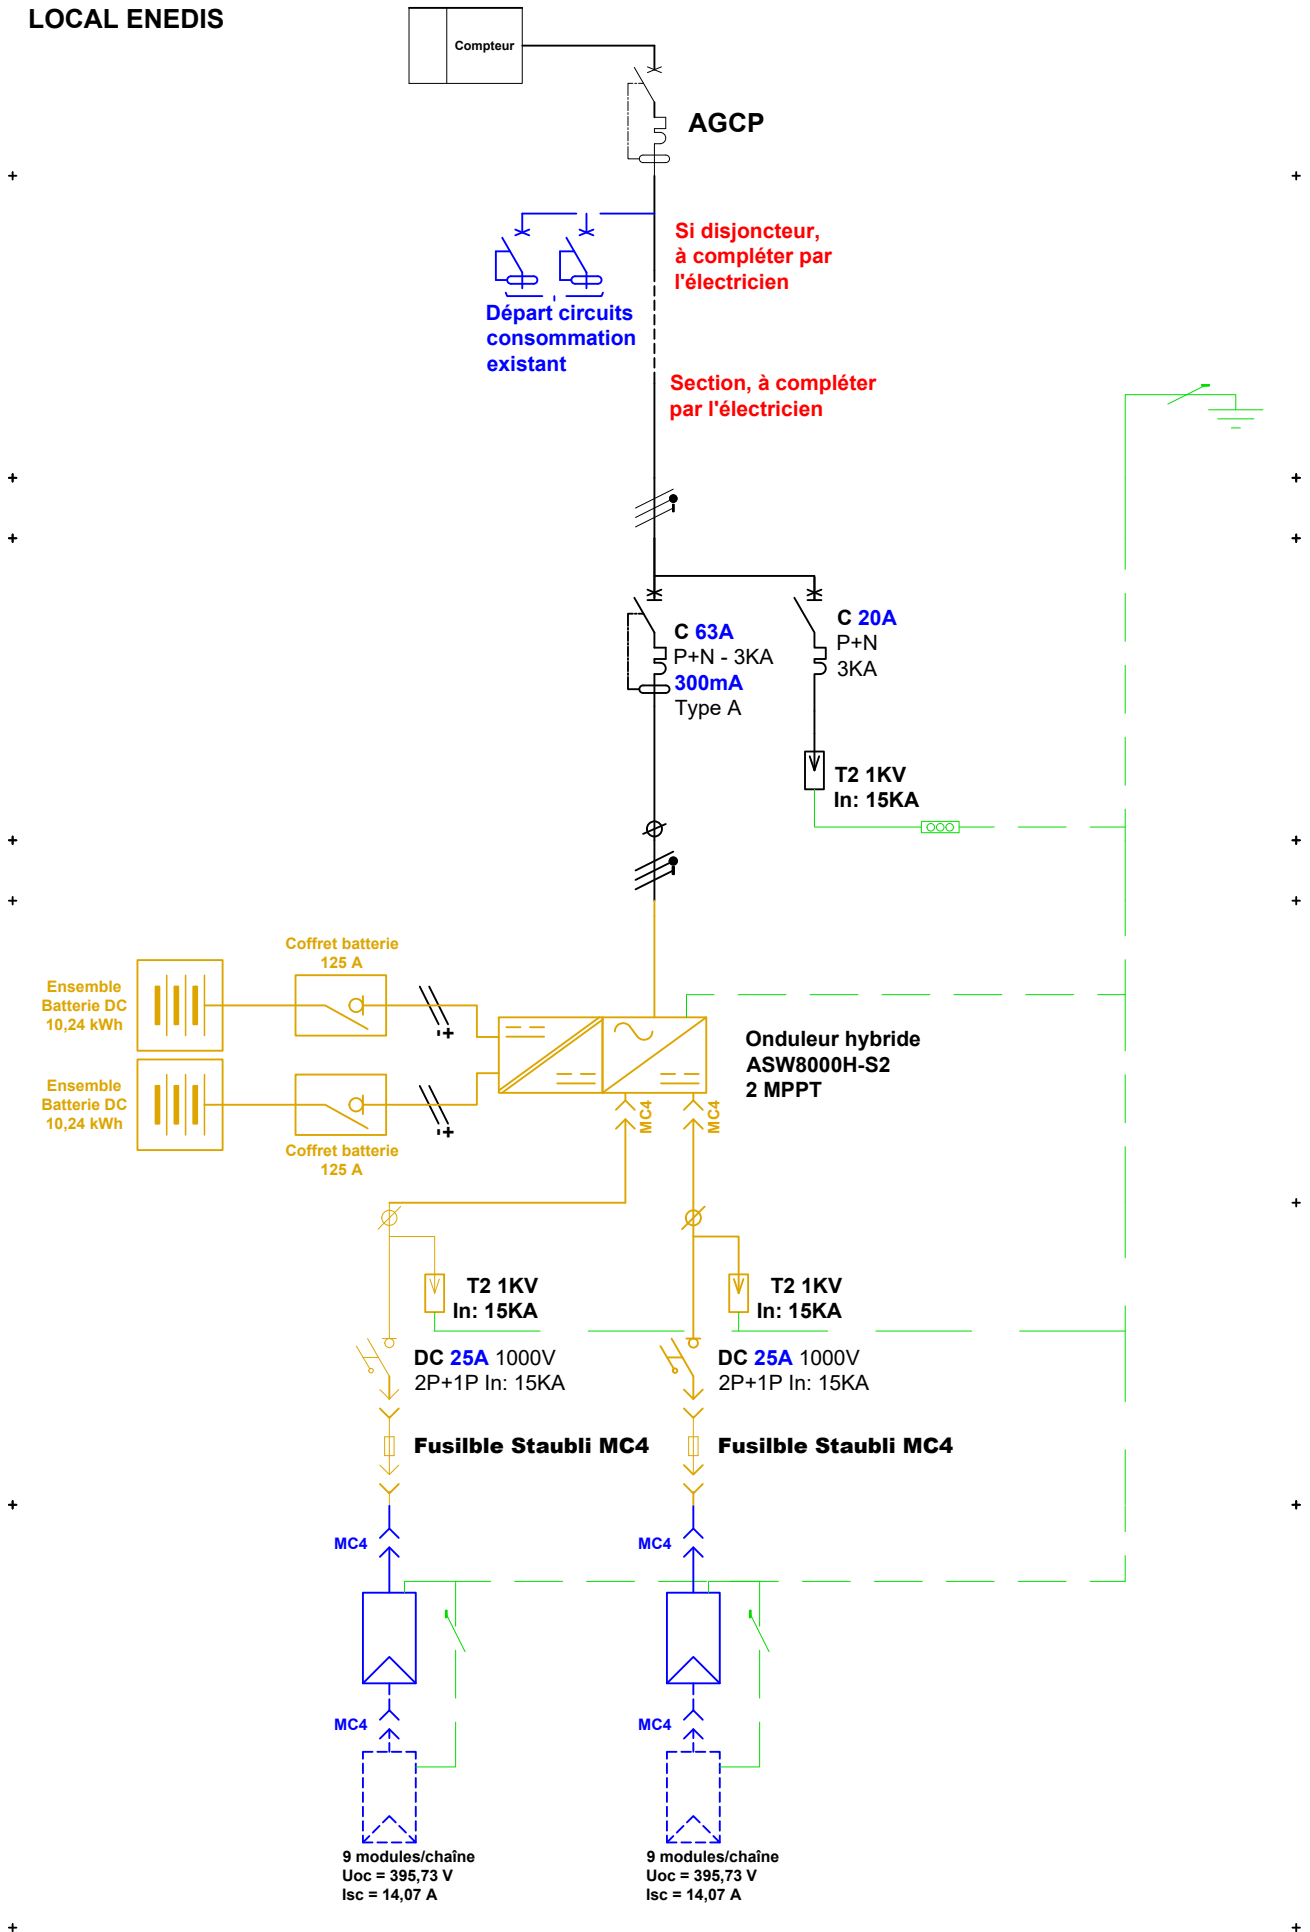 LOCAL ENEDIS
Compteur
AGCP
Si disjoncteur,
à compléter par
l'électricien
Départ circuits
consommation
existant
Section, à compléter
par l'électricien
C 63A
P+N - 3KA
300mA
Type A
C 20A
P+N
3KA
T2 1KV
In: 15KA
Coffret batterie
125 A
Ensemble
Batterie DC
10,24 kWh
Onduleur hybride
ASW8000H-S2
2 MPPT
Ensemble
Batterie DC
10,24 kWh
Coffret batterie
125 A
MC4
MC4
T2 1KV
In: 15KA
T2 1KV
In: 15KA
DC 25A 1000V
2P+1P In: 15KA
DC 25A 1000V
2P+1P In: 15KA
Fusilble Staubli MC4
Fusilble Staubli MC4
MC4
MC4
MC4
MC4
9 modules/chaîne
Uoc = 395,73 V
Isc = 14,07 A
9 modules/chaîne
Uoc = 395,73 V
Isc = 14,07 A